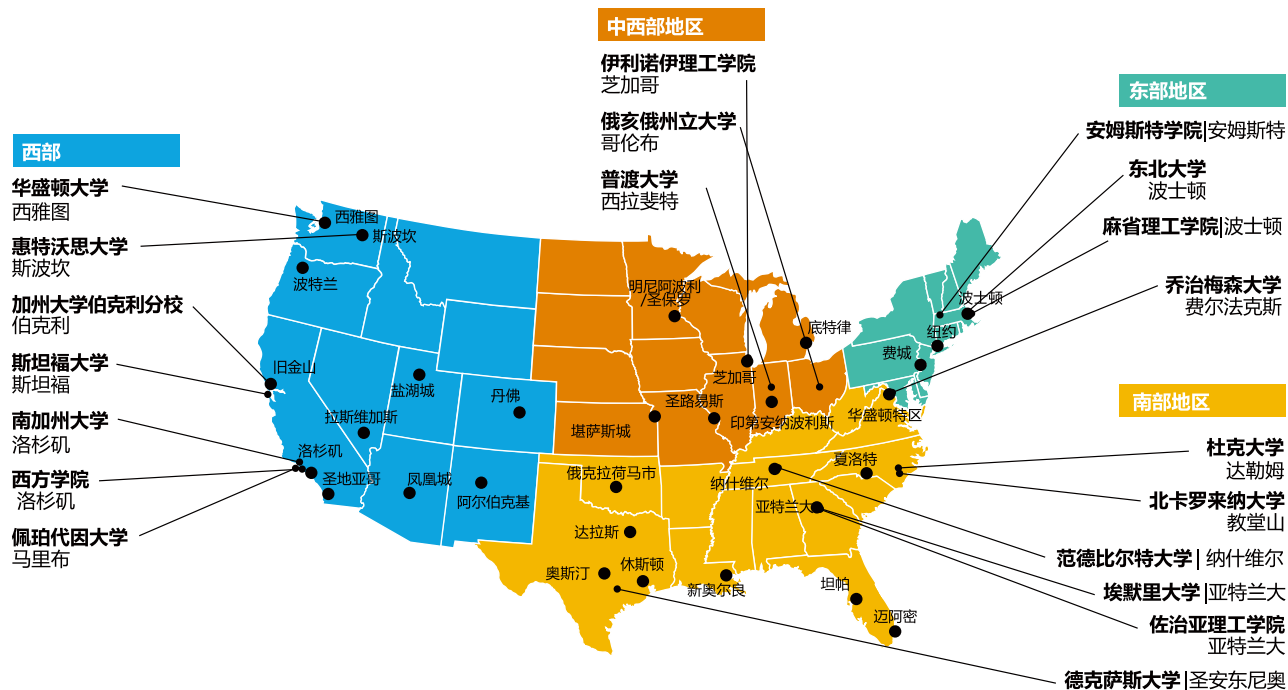 中西部地区
伊利诺伊理工学院
芝加哥
俄亥俄州立大学
哥伦布
普渡大学
西拉斐特
东部地区
安姆斯特学院|安姆斯特
东北大学
波士顿
麻省理工学院|波士顿
乔治梅森大学
费尔法克斯
西部
华盛顿大学
西雅图
惠特沃思大学
斯波坎
加州大学伯克利分校
伯克利
斯坦福大学
斯坦福
南加州大学
洛杉矶
西方学院
洛杉矶
佩珀代因大学
马里布
南部地区
杜克大学
达勒姆
北卡罗来纳大学
教堂山
范德比尔特大学|纳什维尔
埃默里大学|亚特兰大
佐治亚理工学院
亚特兰大
德克萨斯大学|圣安东尼奥
西雅图
斯波坎
波特兰
旧金山
盐湖城
丹佛
拉斯维加斯
洛杉矶
圣地亚哥
凤凰城
阿尔伯克基
明尼阿波利
/圣保罗
底特律
芝加哥
圣路易斯
印第安纳波利斯
堪萨斯城
波士顿
纽约
费城
华盛顿特区
俄克拉荷马市
纳什维尔
夏洛特
亚特兰大
达拉斯
奥斯汀
休斯顿
新奥尔良
坦帕
迈阿密